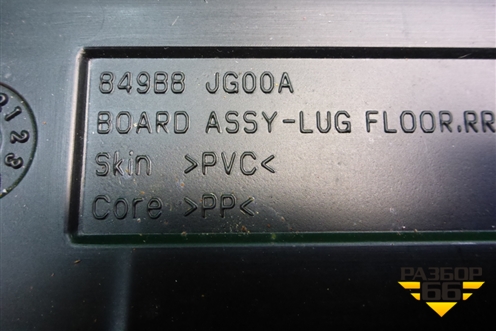 849B8 JG00A
BOARD ASSY-LUG FLOOR,RR
Skin >PVC<
Core >PP<
РАЗБОР
66